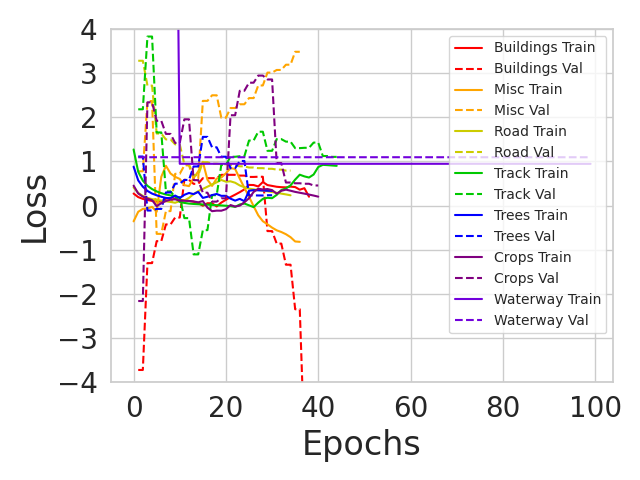 4
3
2
1
0
−1
−2
−3
−4
Loss
0 20 40 60 80 100
Epochs
Buildings Train
Buildings Val
Misc Train
Misc Val
Road Train
Road Val
Track Train
Track Val
Trees Train
Trees Val
Crops Train
Crops Val
Waterway Train
Waterway Val